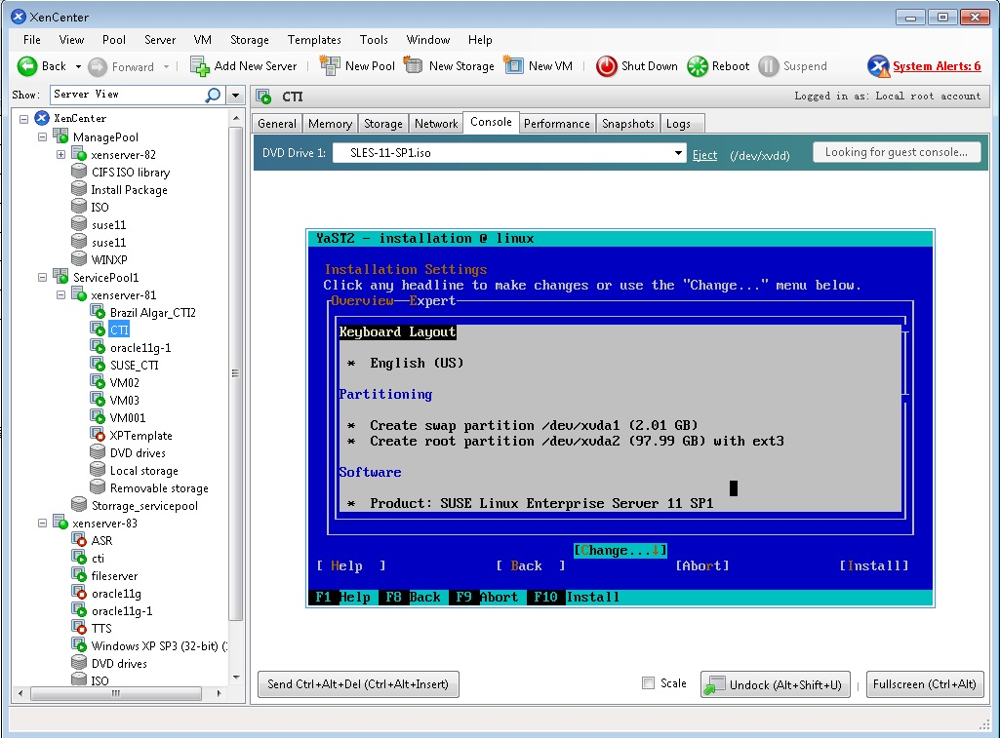 XenCenter
File View Pool Server VM Storage Templates Tools Window Help
Back Forward Add New Server New Pool New Storage New VM Shut Down Reboot Suspend System Alerts: 6
Show: Server View
CTI Logged in as: Local root account
General Memory Storage Network Console Performance Snapshots Logs
DVD Drive 1: SLES-11-SP1.iso Eject (/dev/xvdd) Looking for guest console...
XenCenter
ManagePool
xenserver-82
CIFS ISO library
Install Package
ISO
suse11
suse11
WINXP
ServicePool1
xenserver-81
Brazil Algar_CTI2
CTI
oracle11g-1
SUSE_CTI
VM02
VM03
VM001
XPTemplate
DVD drives
Local storage
Removable storage
Storrage_servicepool
xenserver-83
ASR
cti
fileserver
oracle11g
oracle11g-1
TTS
Windows XP SP3 (32-bit) (
DVD drives
ISO
YaST2 - installation @ linux
Installation Settings
Click any headline to make changes or use the "Change..." menu below.
Overview Expert
Keyboard Layout
* English (US)
Partitioning
* Create swap partition /dev/xvda1 (2.01 GB)
* Create root partition /dev/xvda2 (97.99 GB) with ext3
Software
* Product: SUSE Linux Enterprise Server 11 SP1
[Change...↓]
[ Help ] [ Back ] [Abort] [Install]
F1 Help F8 Back F9 Abort F10 Install
Send Ctrl+Alt+Del (Ctrl+Alt+Insert) Scale Undock (Alt+Shift+U) Fullscreen (Ctrl+Alt)